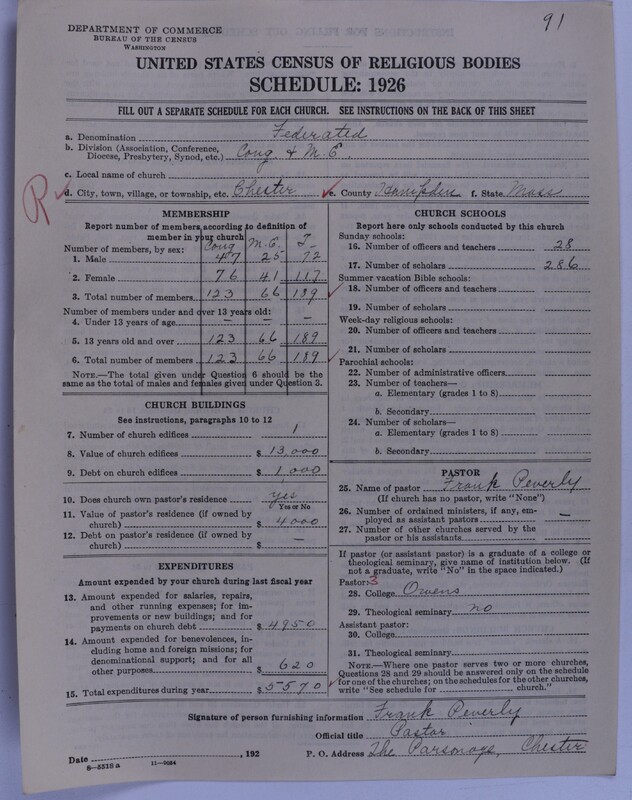 91
DEPARTMENT OF COMMERCE
BUREAU OF THE CENSUS
WASHINGTON
UNITED STATES CENSUS OF RELIGIOUS BODIES
SCHEDULE: 1926
FILL OUT A SEPARATE SCHEDULE FOR EACH CHURCH. SEE INSTRUCTIONS ON THE BACK OF THIS SHEET
a. Denomination Federated
b. Division (Association, Conference, Diocese, Presbytery, Synod, etc.) Cong & M.E.
c. Local name of church
R d. City, town, village, or township, etc. Chester e. County Hampden f. State Mass
MEMBERSHIP
Report number of members according to definition of
member in your church
Number of members, by sex: Cong M.E. T
1. Male 47 25 72
2. Female 76 41 117
3. Total number of members 123 66 189
Number of members under and over 13 years old:
4. Under 13 years of age – – –
5. 13 years old and over 123 66 189
6. Total number of members 123 66 189
NOTE.—The total given under Question 6 should be the
same as the total of males and females given under Question 3.
CHURCH BUILDINGS
See instructions, paragraphs 10 to 12
7. Number of church edifices 1
8. Value of church edifices $ 13,000
9. Debt on church edifices $ 1,000
10. Does church own pastor's residence yes
Yes or No
11. Value of pastor's residence (if owned by
church) $ 4000
12. Debt on pastor's residence (if owned by
church) $ –
EXPENDITURES
Amount expended by your church during last fiscal year
13. Amount expended for salaries, repairs,
and other running expenses; for im-
provements or new buildings; and for
payments on church debt $ 4950
14. Amount expended for benevolences, in-
cluding home and foreign missions; for
denominational support; and for all
other purposes $ 620
15. Total expenditures during year $ 5570
CHURCH SCHOOLS
Report here only schools conducted by this church
Sunday schools:
16. Number of officers and teachers 28
17. Number of scholars 286
Summer vacation Bible schools:
18. Number of officers and teachers
19. Number of scholars
Week-day religious schools:
20. Number of officers and teachers
21. Number of scholars
Parochial schools:
22. Number of administrative officers
23. Number of teachers—
a. Elementary (grades 1 to 8)
b. Secondary
24. Number of scholars—
a. Elementary (grades 1 to 8)
b. Secondary
PASTOR
25. Name of pastor Frank Peverly
(If church has no pastor, write "None")
26. Number of ordained ministers, if any, em-
ployed as assistant pastors –
27. Number of other churches served by the
pastor or his assistants
If pastor (or assistant pastor) is a graduate of a college or
theological seminary, give name of institution below. (If
not a graduate, write "No" in the space indicated.)
Pastor: 3
28. College Owens
29. Theological seminary no
Assistant pastor:
30. College
31. Theological seminary
NOTE.—Where one pastor serves two or more churches,
Questions 28 and 29 should be answered only on the schedule
for one of the churches; on the schedules for the other churches,
write "See schedule for church."
Signature of person furnishing information Frank Peverly
Official title Pastor
Date , 192 P. O. Address The Parsonage, Chester
8—5518 a 11—9084